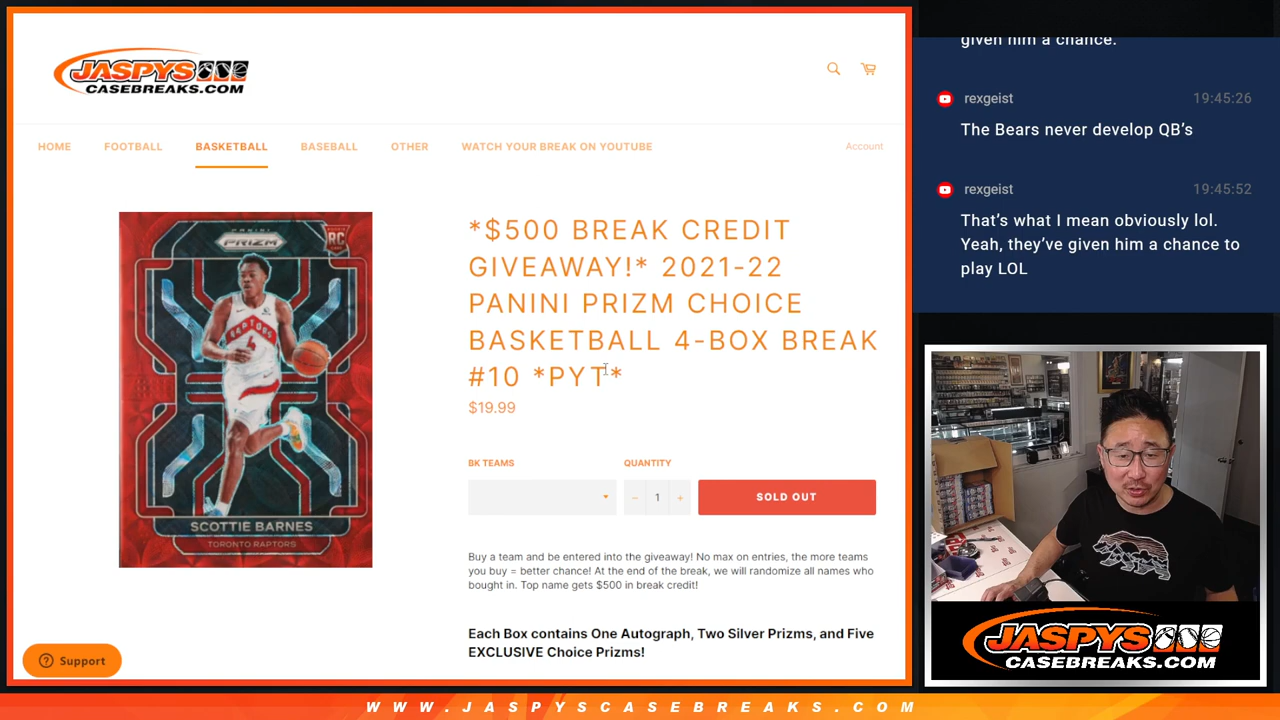 JASPYS
CASEBREAKS.COM
HOME
FOOTBALL
BASKETBALL
BASEBALL
OTHER
WATCH YOUR BREAK ON YOUTUBE
Account
PANINI
PRIZM
RC
RAPTORS
4
SCOTTIE BARNES
TORONTO RAPTORS
*$500 BREAK CREDIT
GIVEAWAY!* 2021-22
PANINI PRIZM CHOICE
BASKETBALL 4-BOX BREAK
#10 *PYT*
$19.99
BK TEAMS
QUANTITY
− 1 +
SOLD OUT
Buy a team and be entered into the giveaway! No max on entries, the more teams
you buy = better chance! At the end of the break, we will randomize all names who
bought in. Top name gets $500 in break credit!
Each Box contains One Autograph, Two Silver Prizms, and Five
EXCLUSIVE Choice Prizms!
Support
given him a chance.
rexgeist 19:45:26
The Bears never develop QB's
rexgeist 19:45:52
That's what I mean obviously lol.
Yeah, they've given him a chance to
play LOL
JASPYS
CASEBREAKS.COM
WWW.JASPYSCASEBREAKS.COM